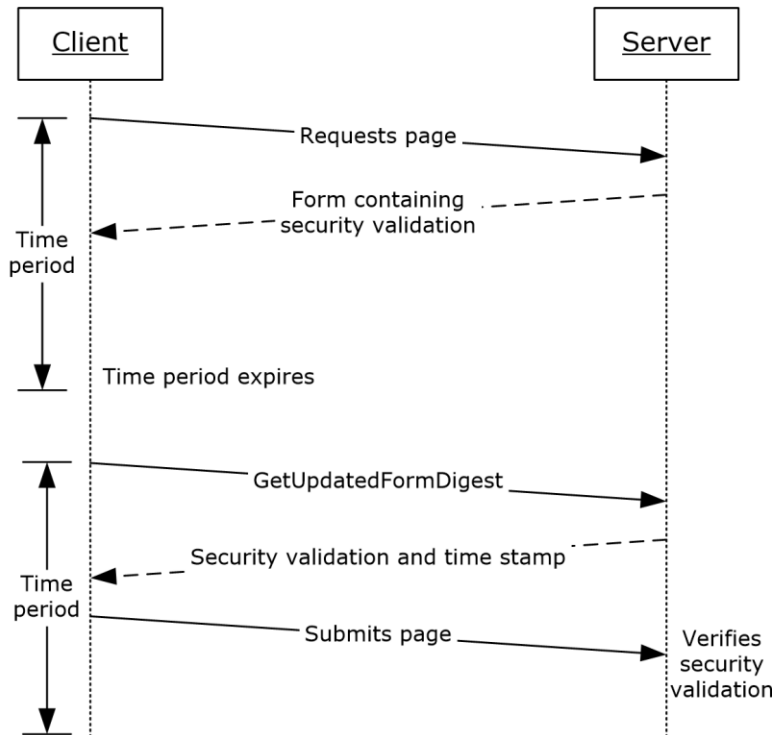 Client
Server
Requests page
Form containing
security validation
Time
period
Time period expires
GetUpdatedFormDigest
Security validation and time stamp
Time
period
Submits page
Verifies
security
validation